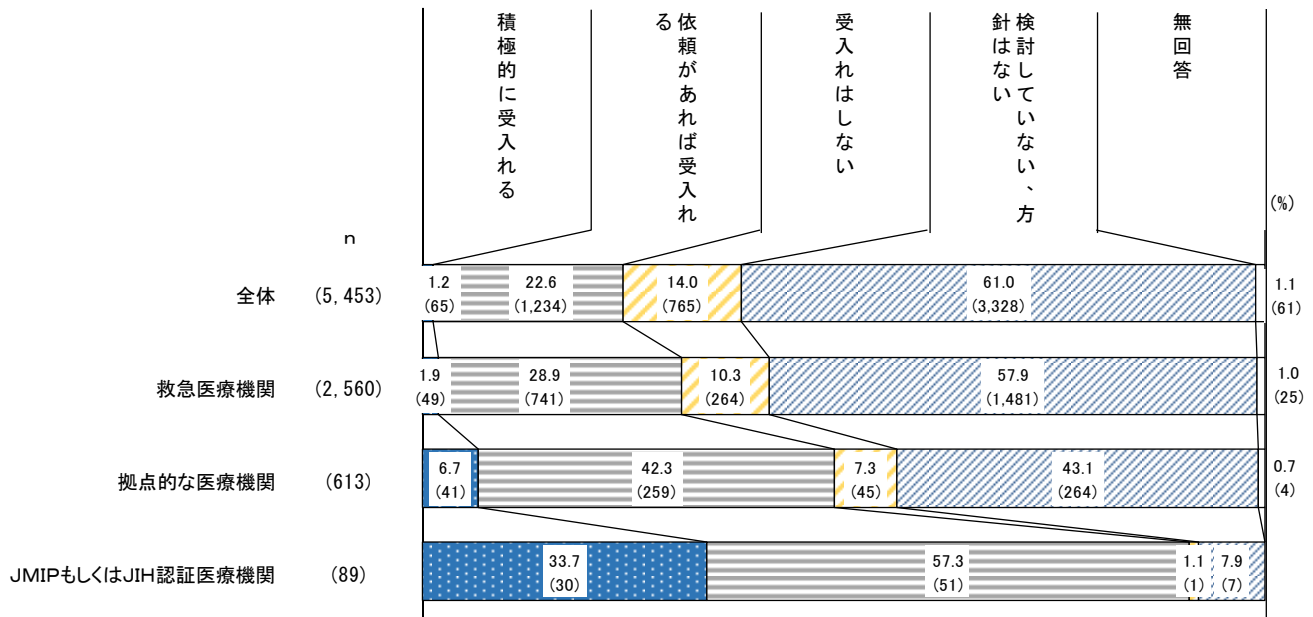 積極的に受入れる
依頼があれば受入れ
る
受入れはしない
検討していない、方
針はない
無回答
(%)
n
全体 (5,453) 1.2 22.6 14.0 61.0 1.1
(65) (1,234) (765) (3,328) (61)
救急医療機関 (2,560) 1.9 28.9 10.3 57.9 1.0
(49) (741) (264) (1,481) (25)
拠点的な医療機関 (613) 6.7 42.3 7.3 43.1 0.7
(41) (259) (45) (264) (4)
JMIPもしくはJIH認証医療機関 (89) 33.7 57.3 1.1 7.9
(30) (51) (1) (7)